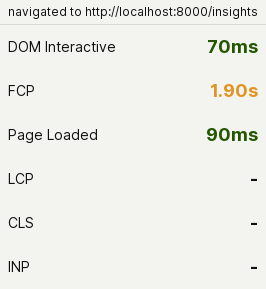 navigated to http://localhost:8000/insights
DOM Interactive 70ms
FCP 1.90s
Page Loaded 90ms
LCP -
CLS -
INP -